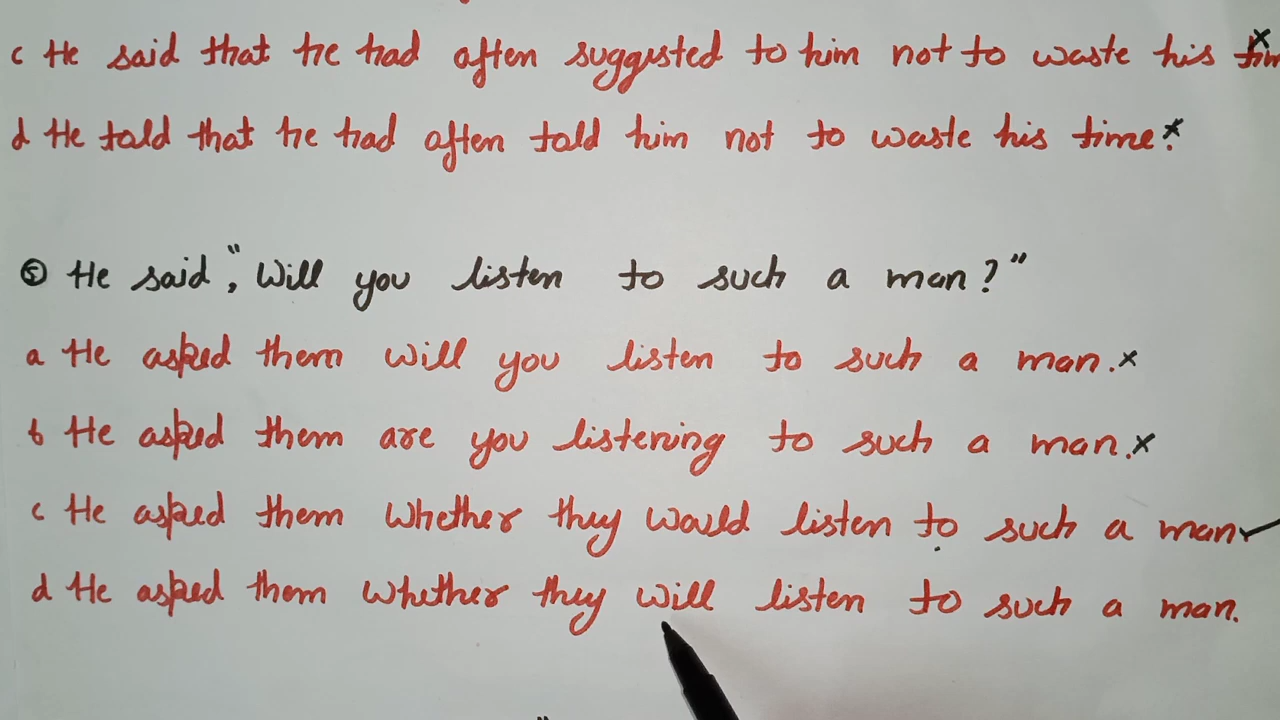 c He said that he had often suggested to him not to waste his time
d He told that he had often told him not to waste his time.
⑤ He said, "Will you listen to such a man?"
a He asked them will you listen to such a man.
b He asked them are you listening to such a man.
c He asked them whether they would listen to such a man
d He asked them whether they will listen to such a man.